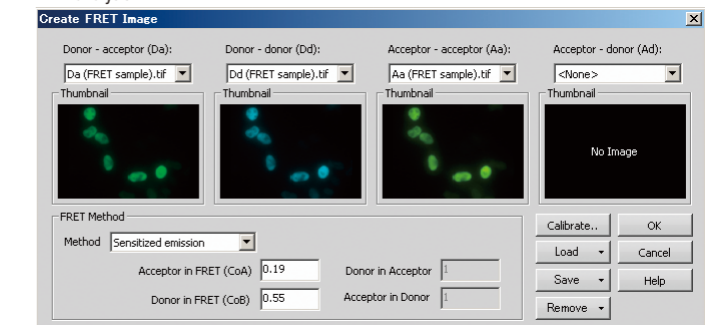 Create FRET Image
Donor - acceptor (Da): Donor - donor (Dd): Acceptor - acceptor (Aa): Acceptor - donor (Ad):
Da (FRET sample).tif Dd (FRET sample).tif Aa (FRET sample).tif <None>
Thumbnail Thumbnail Thumbnail Thumbnail
No Image
FRET Method
Method Sensitized emission
Acceptor in FRET (CoA) 0.19 Donor in Acceptor 1
Donor in FRET (CoB) 0.55 Acceptor in Donor 1
Calibrate.. OK
Load Cancel
Save Help
Remove